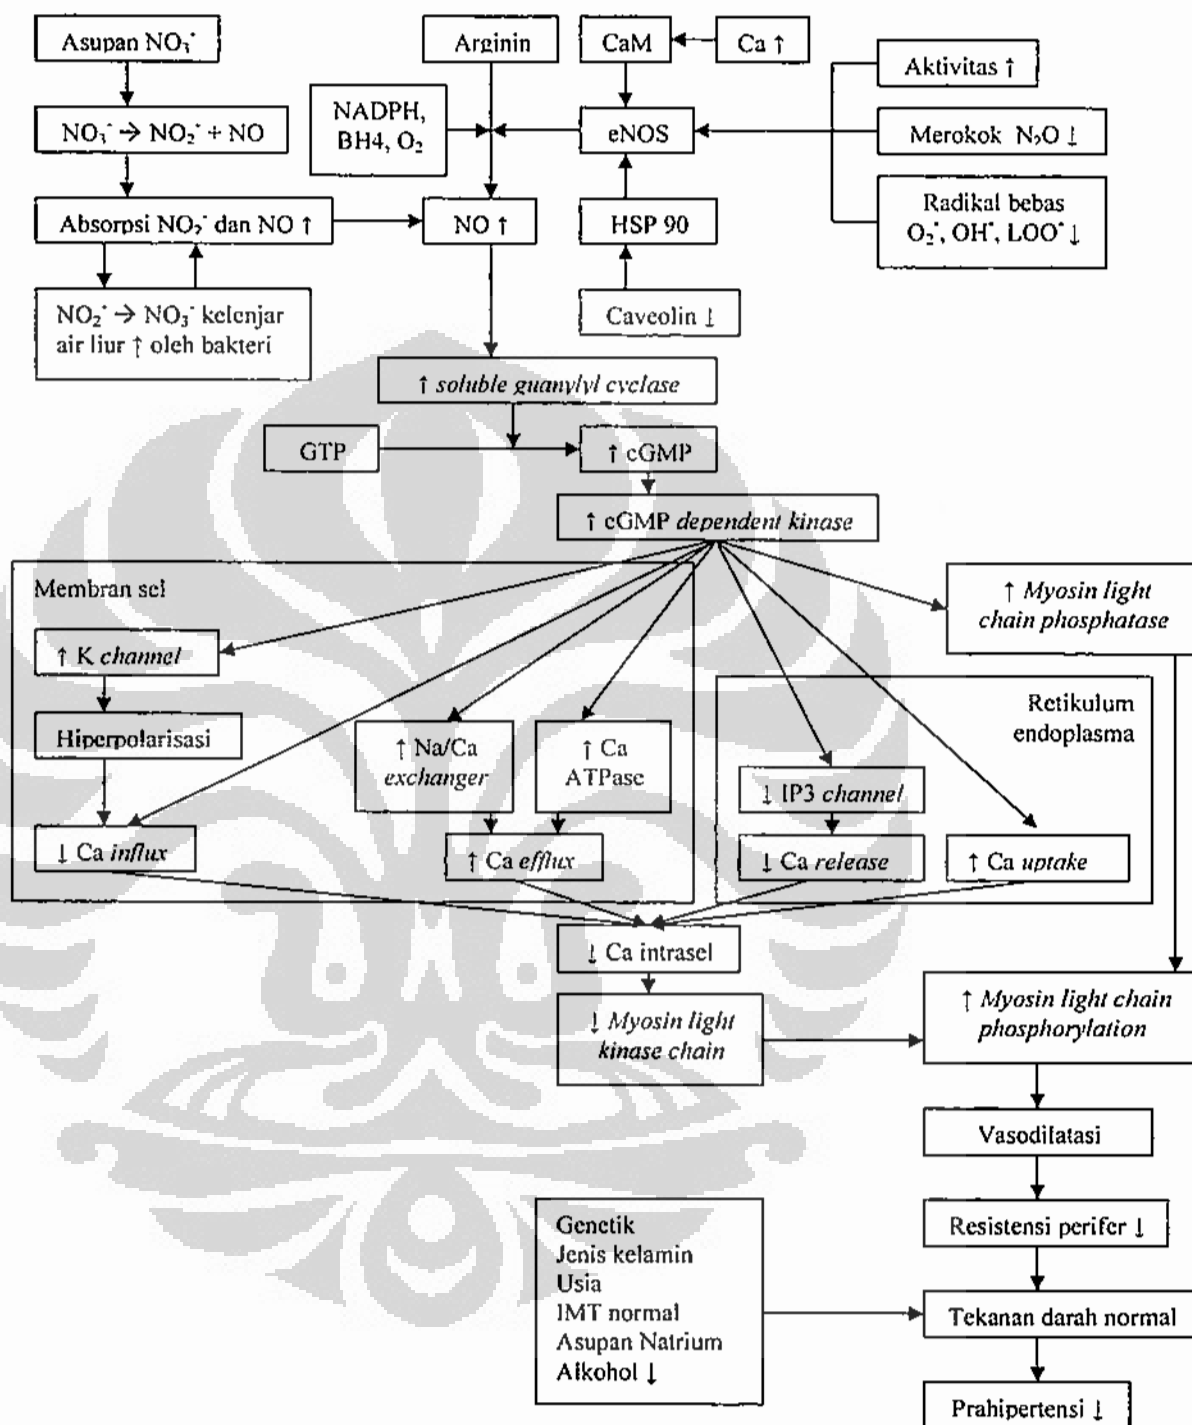 Asupan NO₃⁻
Arginin
CaM
Ca ↑
Aktivitas ↑
NADPH,
BH4, O₂
NO₃⁻ → NO₂⁻ + NO
eNOS
Merokok N₂O ↓
Absorpsi NO₂⁻ dan NO ↑
NO ↑
HSP 90
Radikal bebas
O₂⁻, OH⁻, LOO⁻ ↓
NO₂⁻ → NO₃⁻ kelenjar
air liur ↑ oleh bakteri
Caveolin ↓
↑ soluble guanylyl cyclase
GTP
↑ cGMP
↑ cGMP dependent kinase
Membran sel
↑ K channel
Hiperpolarisasi
↓ Ca influx
↑ Na/Ca
exchanger
↑ Ca
ATPase
↑ Ca efflux
↑ Myosin light
chain phosphatase
Retikulum
endoplasma
↓ IP3 channel
↓ Ca release
↑ Ca uptake
↓ Ca intrasel
↓ Myosin light
kinase chain
↑ Myosin light chain
phosphorylation
Vasodilatasi
Resistensi perifer ↓
Genetik
Jenis kelamin
Usia
IMT normal
Asupan Natrium
Alkohol ↓
Tekanan darah normal
Prahipertensi ↓